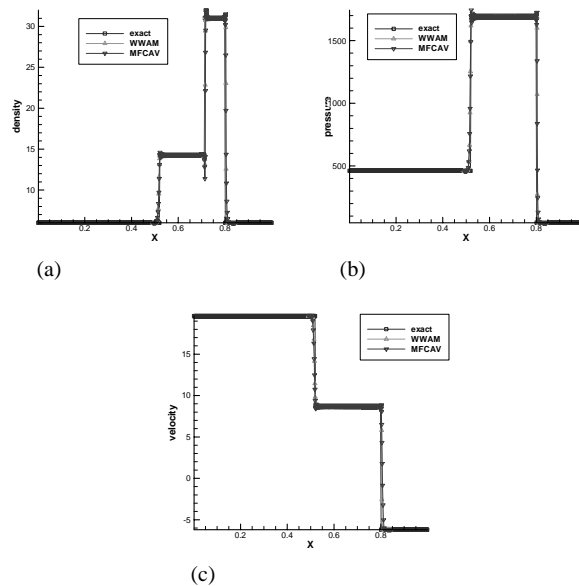 30
25
20
15
10
density
exact
WWAM
MFCAV
0.2
0.4
0.6
0.8
X
(a)
1500
1000
500
pressure
exact
WWAM
MFCAV
0.2
0.4
0.6
0.8
X
(b)
15
10
5
0
-5
velocity
exact
WWAM
MFCAV
0.2
0.4
0.6
0.8
X
(c)